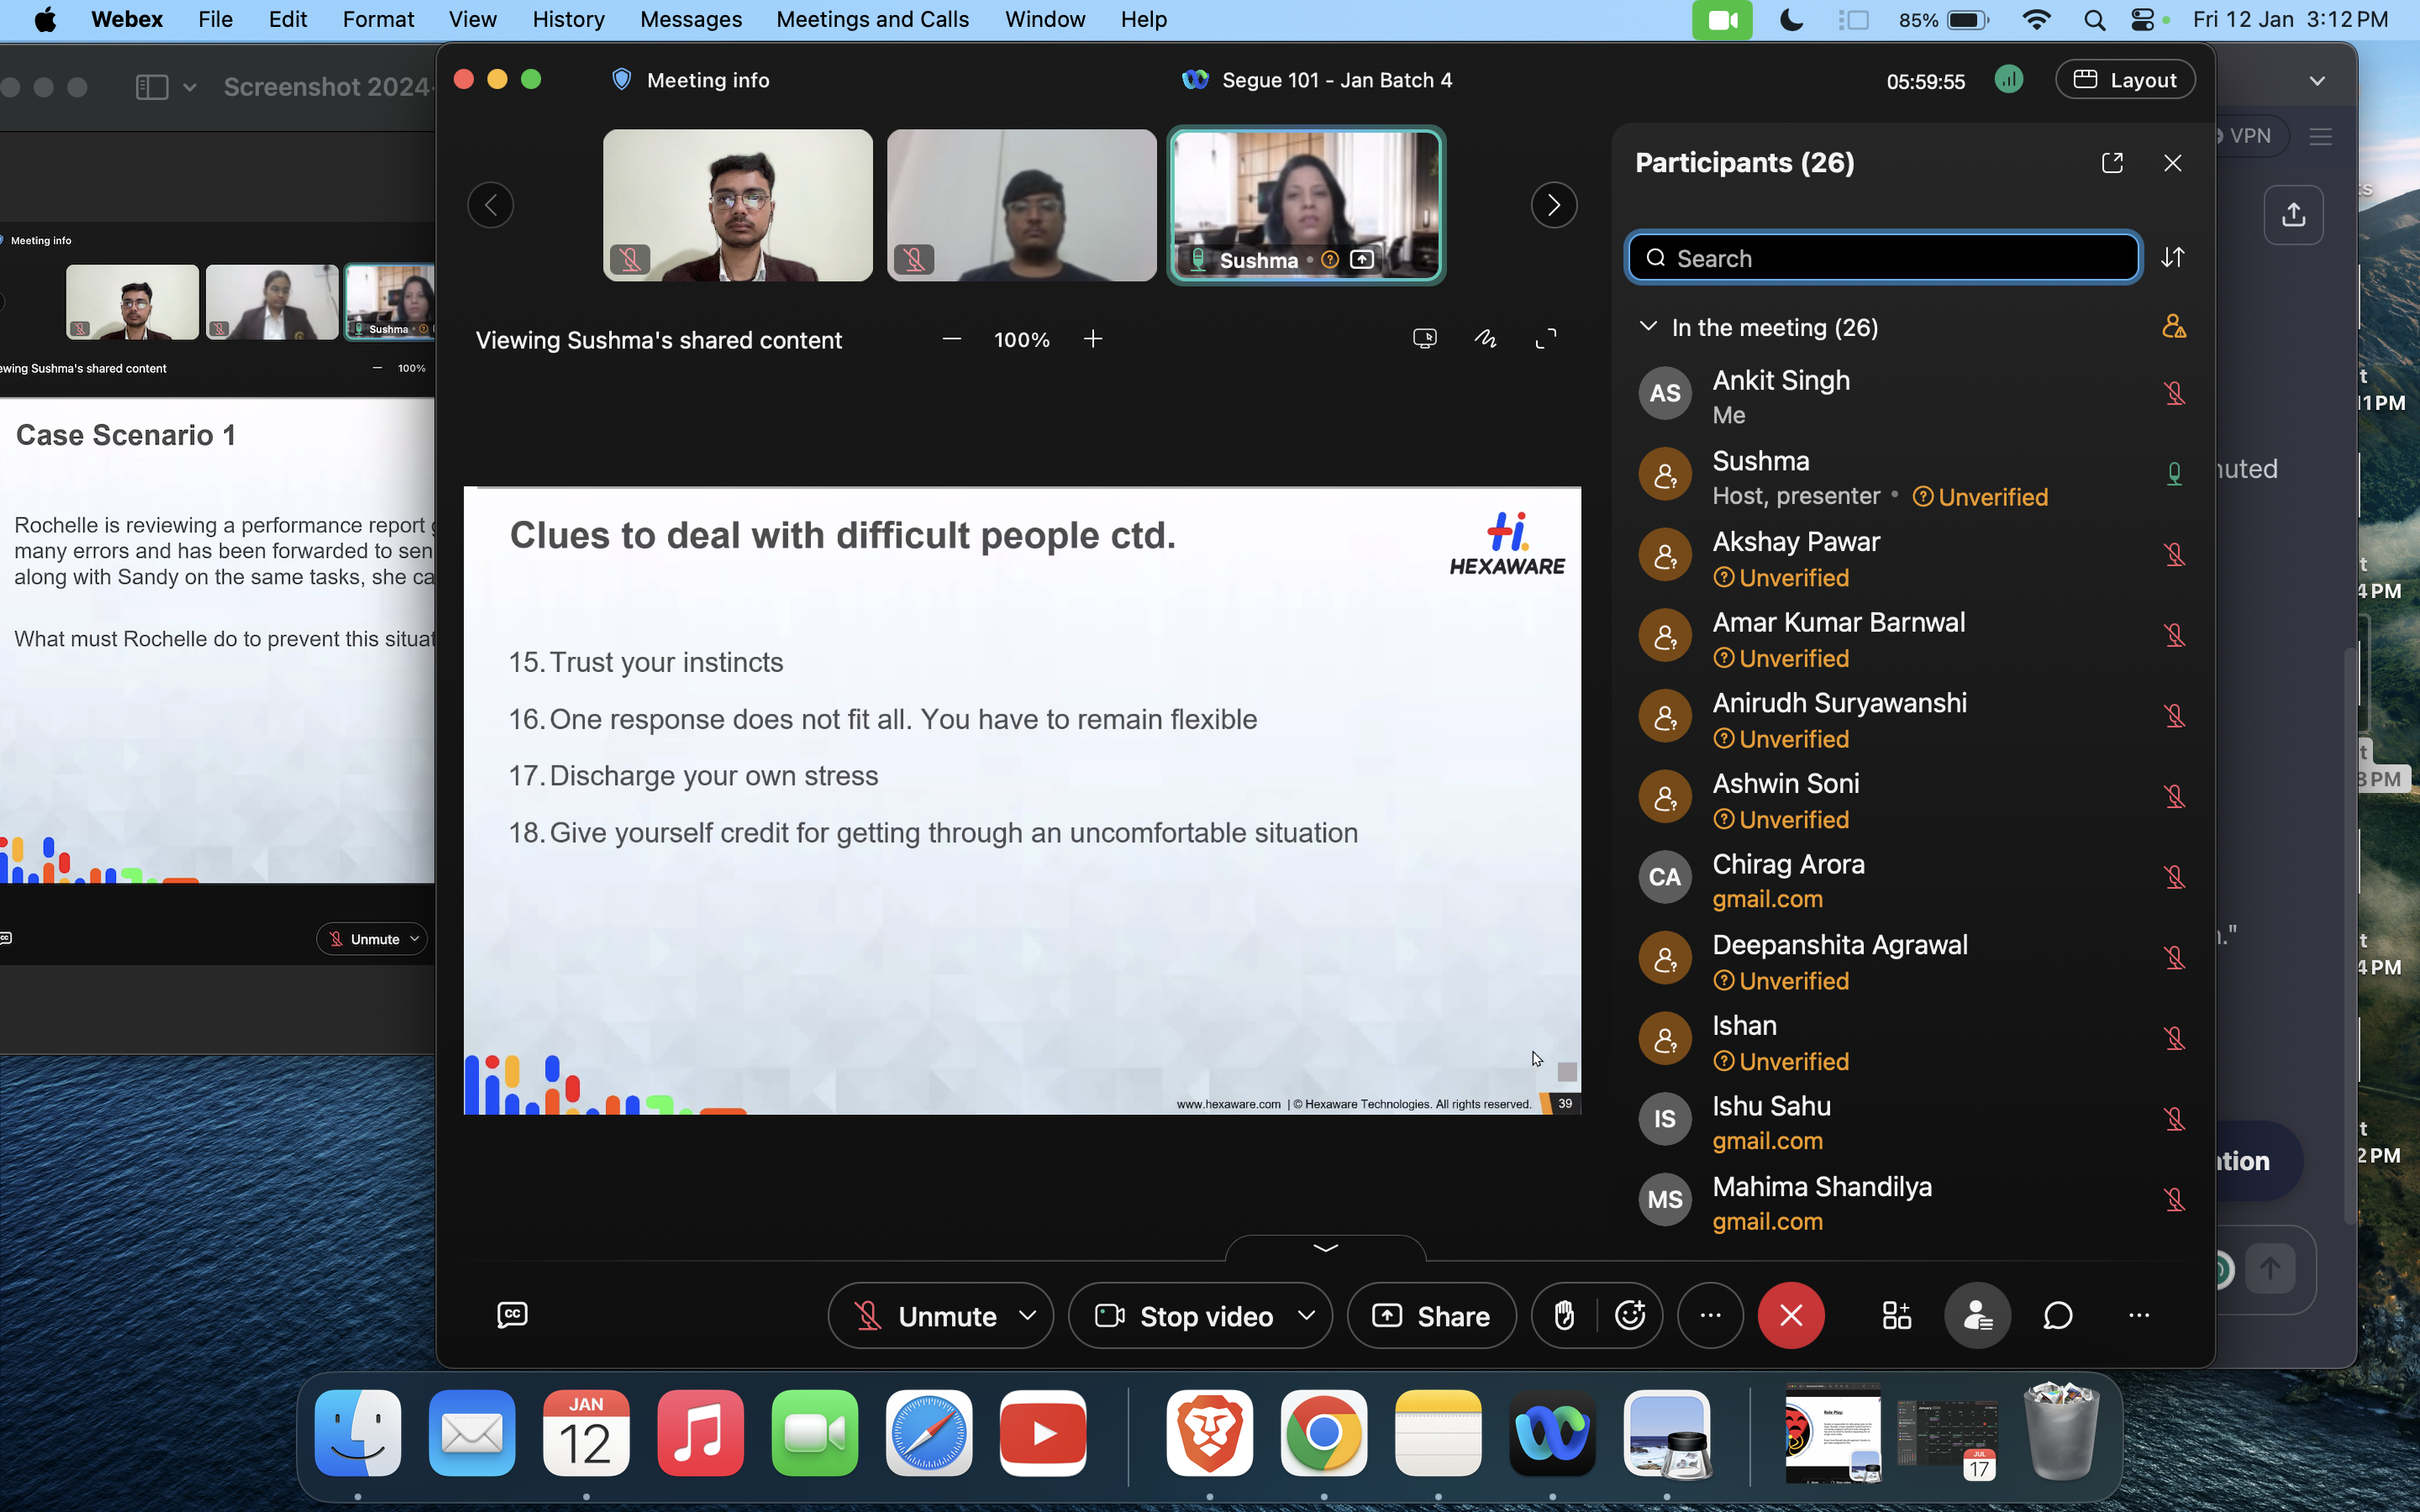 Webex File Edit Format View History Messages Meetings and Calls Window Help
85% Fri 12 Jan 3:12 PM
Screenshot 2024-
Meeting info
Viewing Sushma's shared content
100%
Sushma
Case Scenario 1
Rochelle is reviewing a performance report
many errors and has been forwarded to sen
along with Sandy on the same tasks, she ca
What must Rochelle do to prevent this situat
Unmute
Meeting info
Segue 101 - Jan Batch 4
05:59:55
Layout
Sushma
Viewing Sushma's shared content
100%
Clues to deal with difficult people ctd.
Hi.
HEXAWARE
15. Trust your instincts
16. One response does not fit all. You have to remain flexible
17. Discharge your own stress
18. Give yourself credit for getting through an uncomfortable situation
www.hexaware.com | © Hexaware Technologies. All rights reserved. 39
Participants (26)
Search
In the meeting (26)
AS Ankit Singh
Me
Sushma
Host, presenter • Unverified
Akshay Pawar
Unverified
Amar Kumar Barnwal
Unverified
Anirudh Suryawanshi
Unverified
Ashwin Soni
Unverified
CA Chirag Arora
gmail.com
Deepanshita Agrawal
Unverified
Ishan
Unverified
IS Ishu Sahu
gmail.com
MS Mahima Shandilya
gmail.com
CC Unmute Stop video Share
VPN
JAN
12
JUL
17